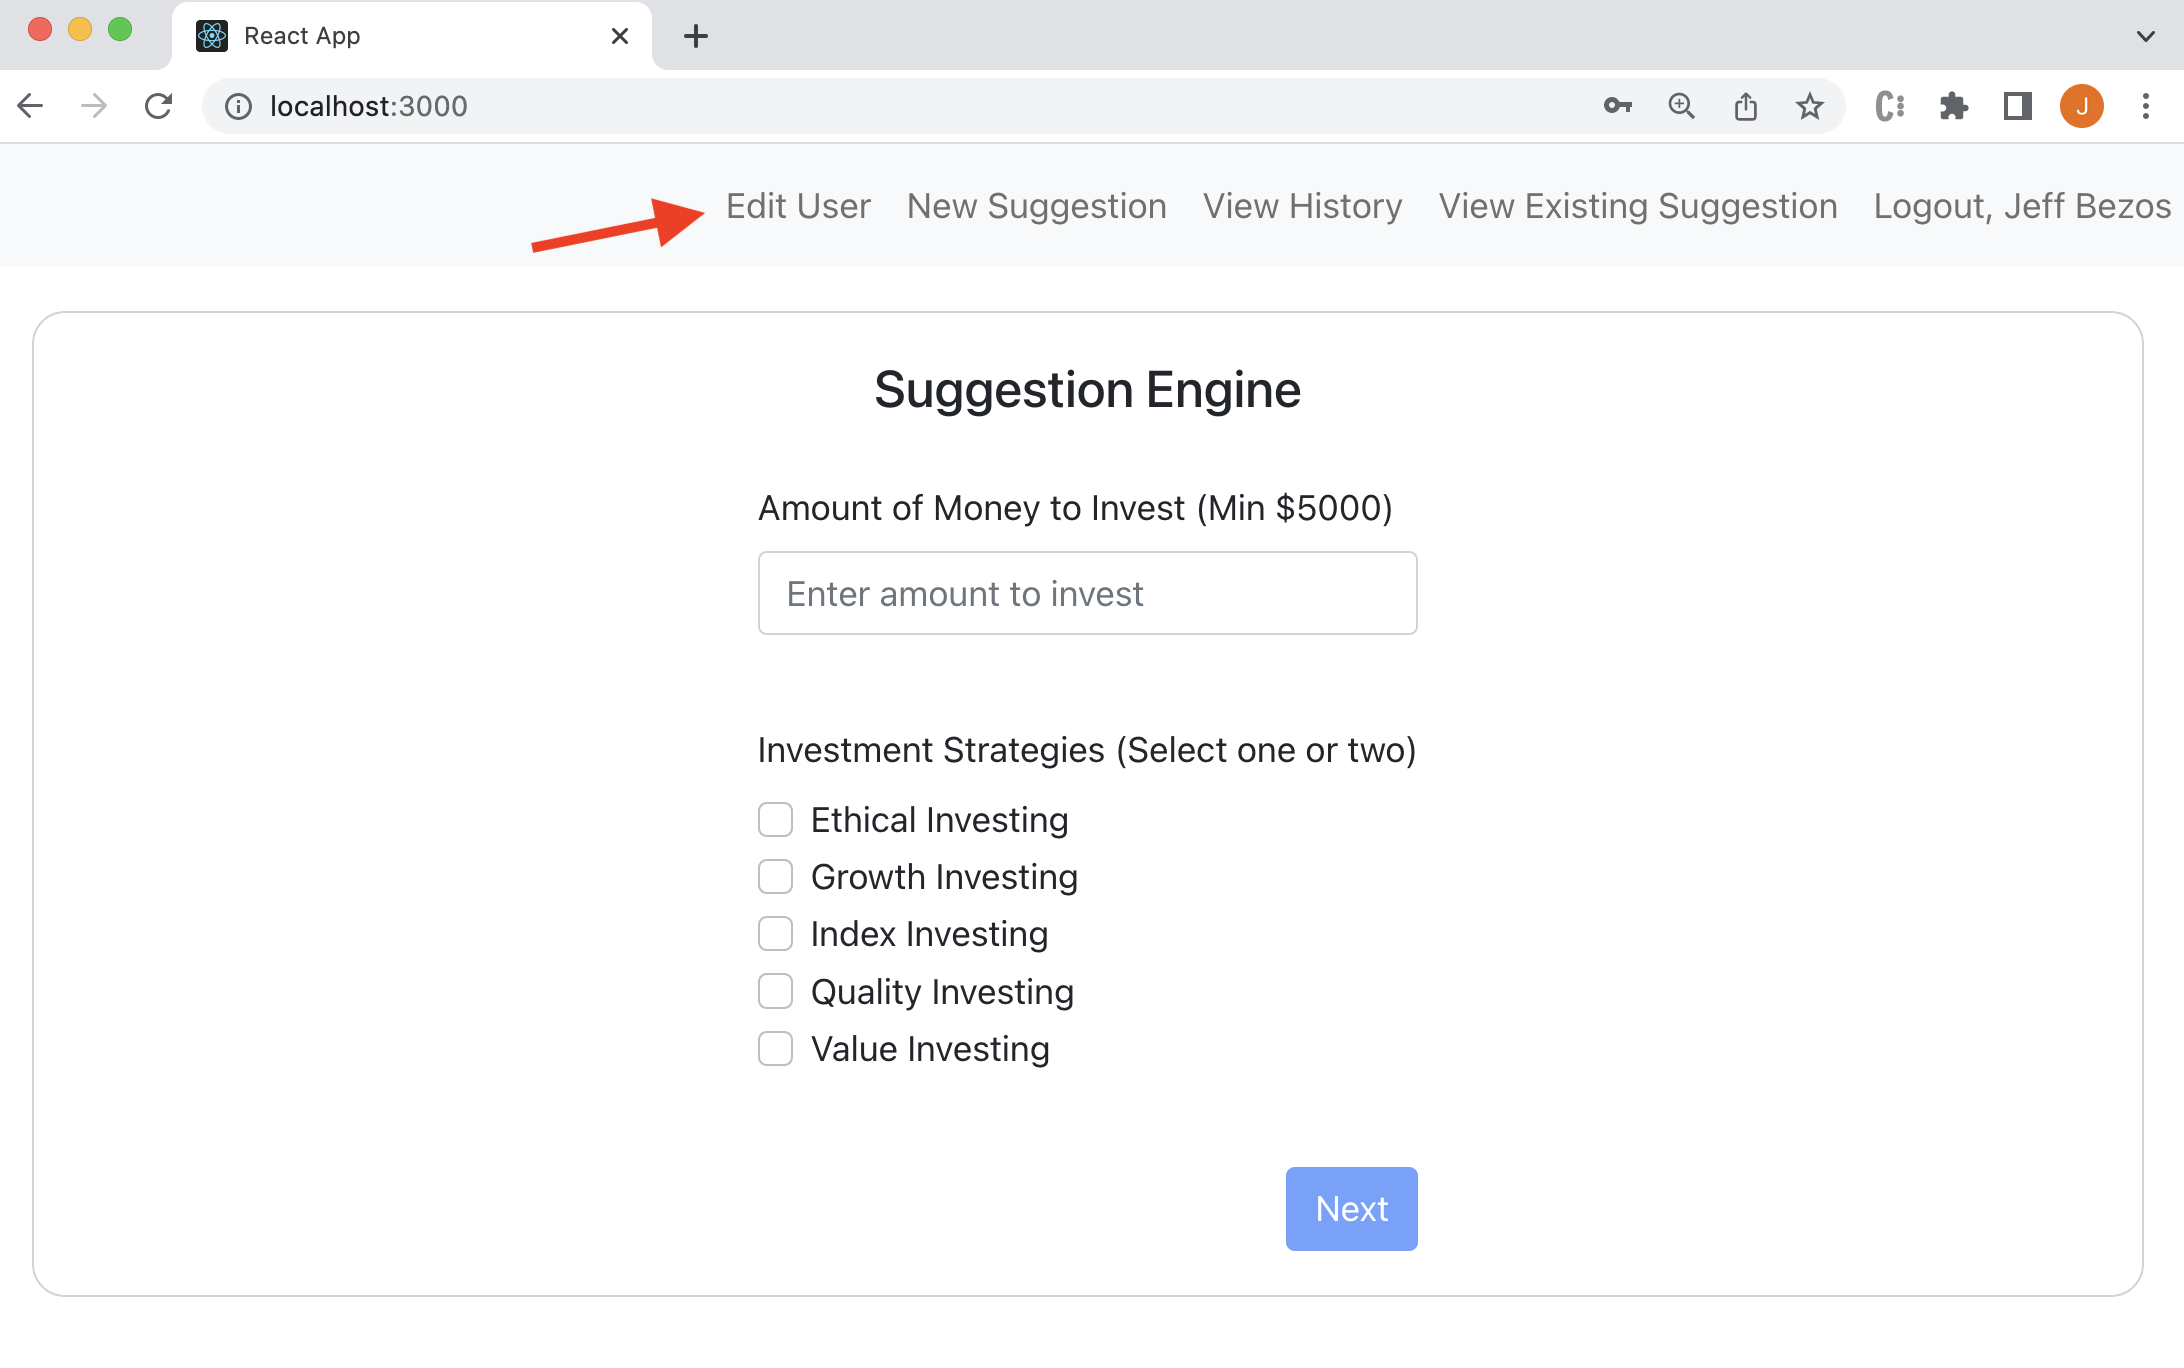 React App
localhost:3000
J
Edit User New Suggestion View History View Existing Suggestion Logout, Jeff Bezos
Suggestion Engine
Amount of Money to Invest (Min $5000)
Enter amount to invest
Investment Strategies (Select one or two)
Ethical Investing
Growth Investing
Index Investing
Quality Investing
Value Investing
Next